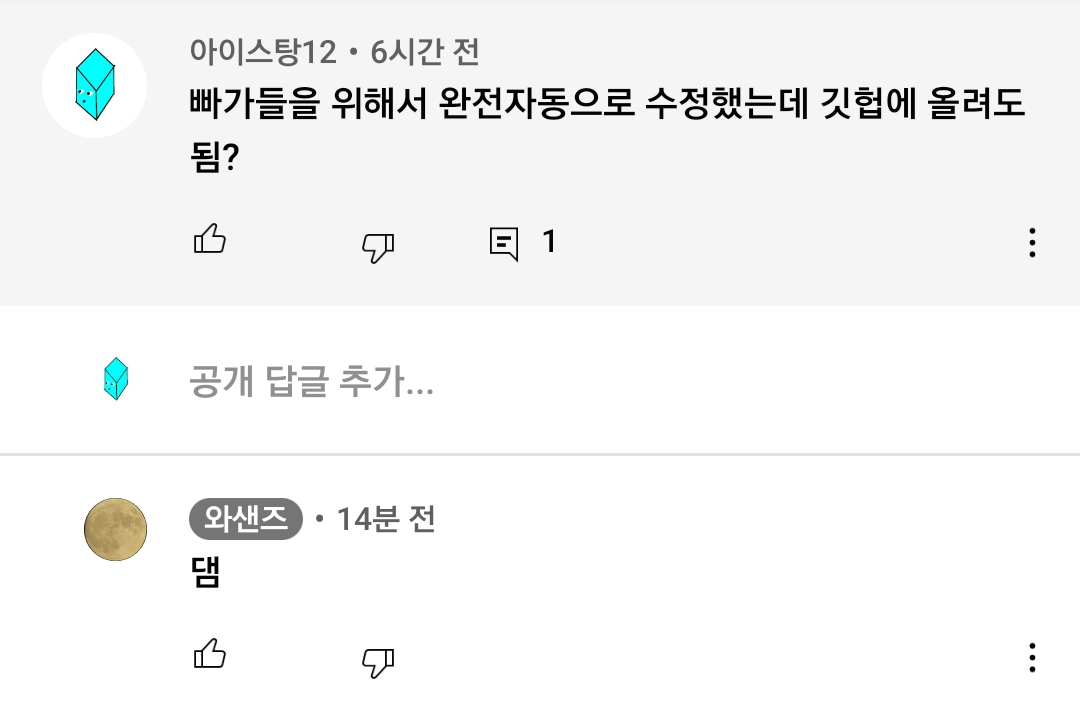 아이스탕12 • 6시간 전
빠가들을 위해서 완전자동으로 수정했는데 깃헙에 올려도
됨?
1
공개 답글 추가...
와샌즈 • 14분 전
댐